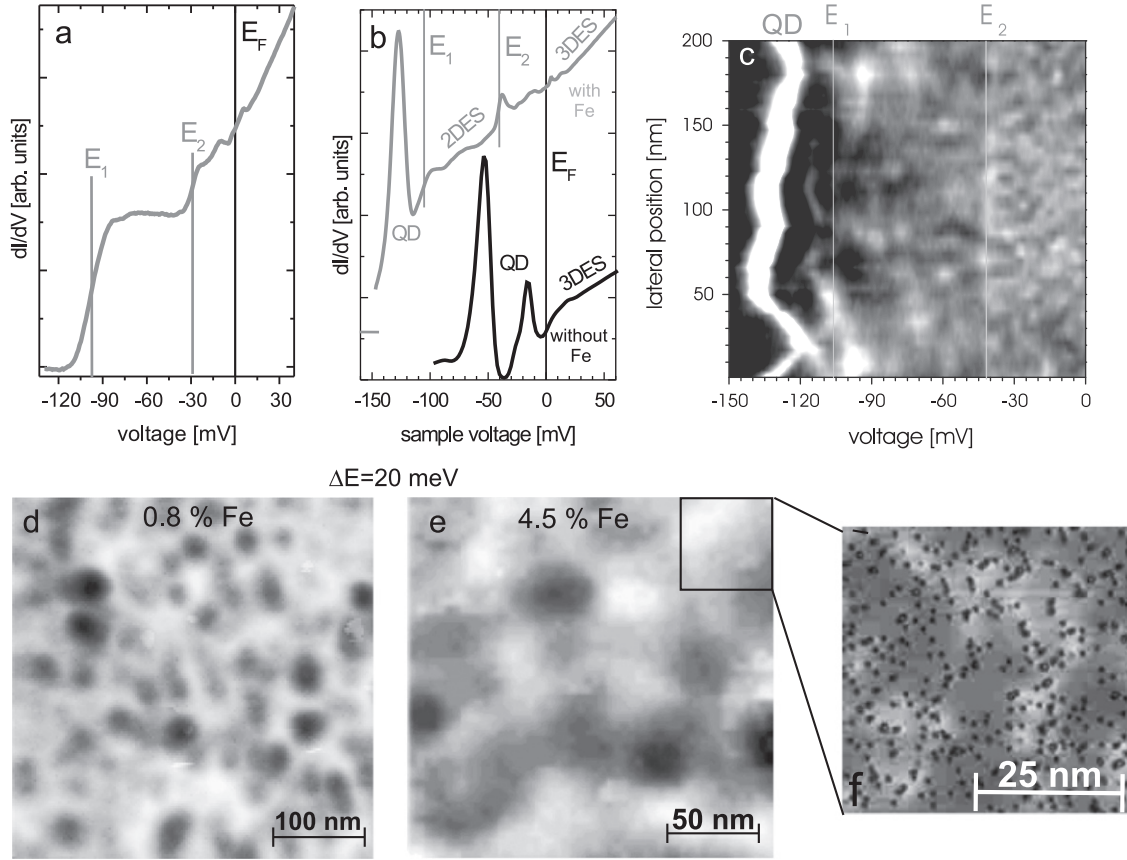 a
E_F
E_1
E_2
dI/dV [arb. units]
-120
-90
-60
-30
0
30
voltage [mV]
b
E_1
E_2
3DES
with
Fe
2DES
E_F
QD
QD
3DES
without
Fe
dI/dV [arb. units]
-150
-100
-50
0
50
sample voltage [mV]
QD
E_1
E_2
c
200
150
100
50
lateral position [nm]
-150
-120
-90
-60
-30
0
voltage [mV]
ΔE=20 meV
d
0.8 % Fe
100 nm
e
4.5 % Fe
50 nm
f
25 nm